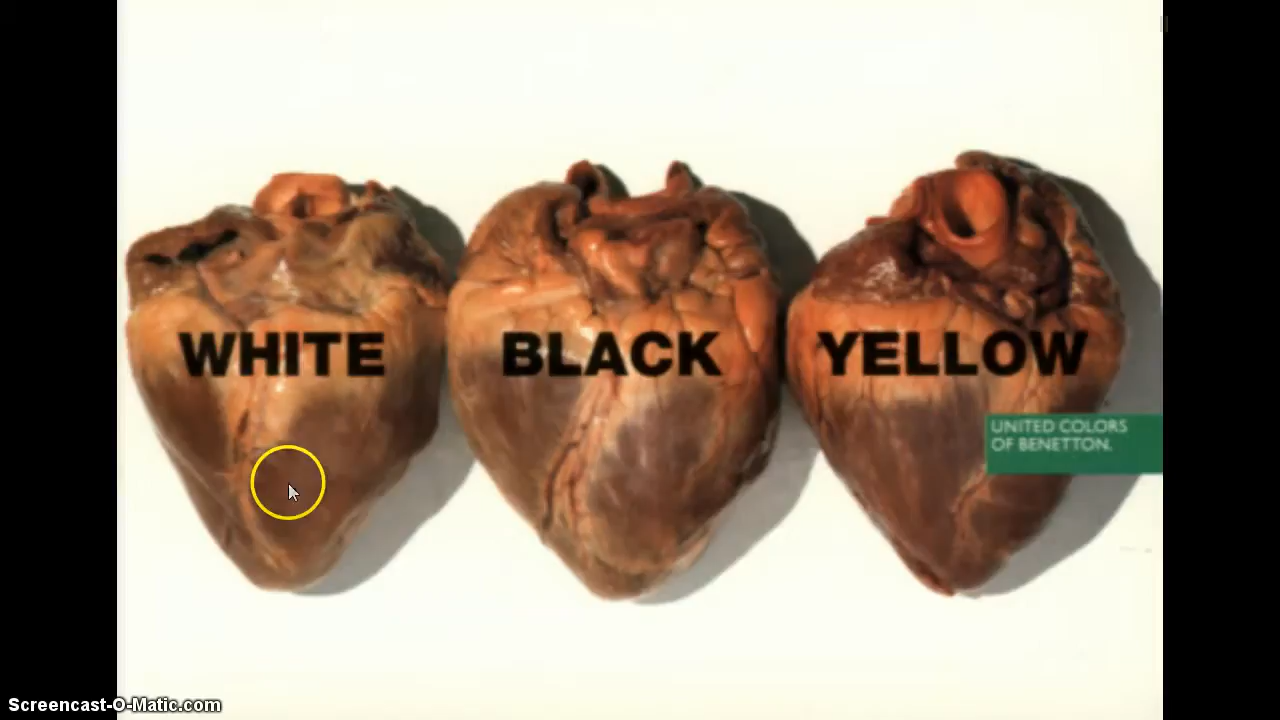 WHITE BLACK YELLOW
UNITED COLORS
OF BENETTON.
Screencast-O-Matic.com